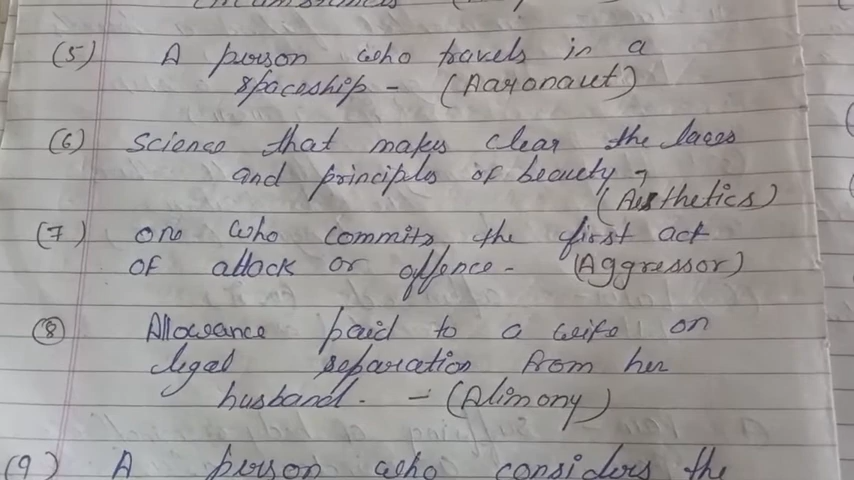 (5) A person who travels in a
spaceship - (Aaronaut)
(6) Science that makes clear the laws
and principles of beauty -
(Aesthetics)
(7) one who commits the first act
of attack or offence - (Aggressor)
(8) Allowance paid to a wife on
legal separation from her
husband. - (Alimony)
(9) A person who considers the